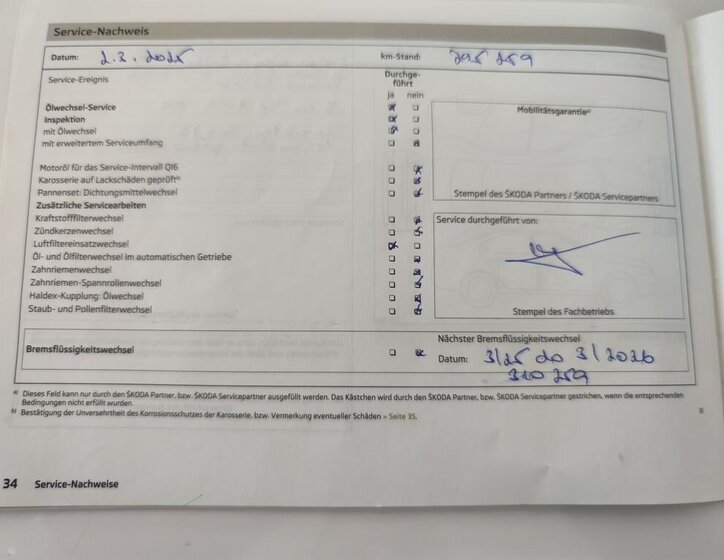 Service-Nachweis
Datum: 2.3.2025 km-Stand: 295 259
Service-Ereignis Durchge-
führt
ja nein
Ölwechsel-Service
Mobilitätsgarantieᵃ⁾
Inspektion
mit Ölwechsel
mit erweitertem Serviceumfang
Motoröl für das Service-Intervall QI6
Karosserie auf Lackschäden geprüftᵇ⁾
Pannenset: Dichtungsmittelwechsel
Stempel des ŠKODA Partners / ŠKODA Servicepartners
Zusätzliche Servicearbeiten
Kraftstofffilterwechsel
Service durchgeführt von:
Zündkerzenwechsel
Luftfiltereinsatzwechsel
Öl- und Ölfilterwechsel im automatischen Getriebe
Zahnriemenwechsel
Zahnriemen-Spannrollenwechsel
Haldex-Kupplung: Ölwechsel
Staub- und Pollenfilterwechsel
Stempel des Fachbetriebs
Bremsflüssigkeitswechsel
Nächster Bremsflüssigkeitswechsel
Datum: 3/25 do 3/2026
310 259
ᵃ⁾ Dieses Feld kann nur durch den ŠKODA Partner, bzw. ŠKODA Servicepartner ausgefüllt werden. Das Kästchen wird durch den ŠKODA Partner, bzw. ŠKODA Servicepartner gestrichen, wenn die entsprechenden
Bedingungen nicht erfüllt wurden.
ᵇ⁾ Bestätigung der Unversehrtheit des Korrosionsschutzes der Karosserie, bzw. Vermerkung eventueller Schäden » Seite 35.
34 Service-Nachweise